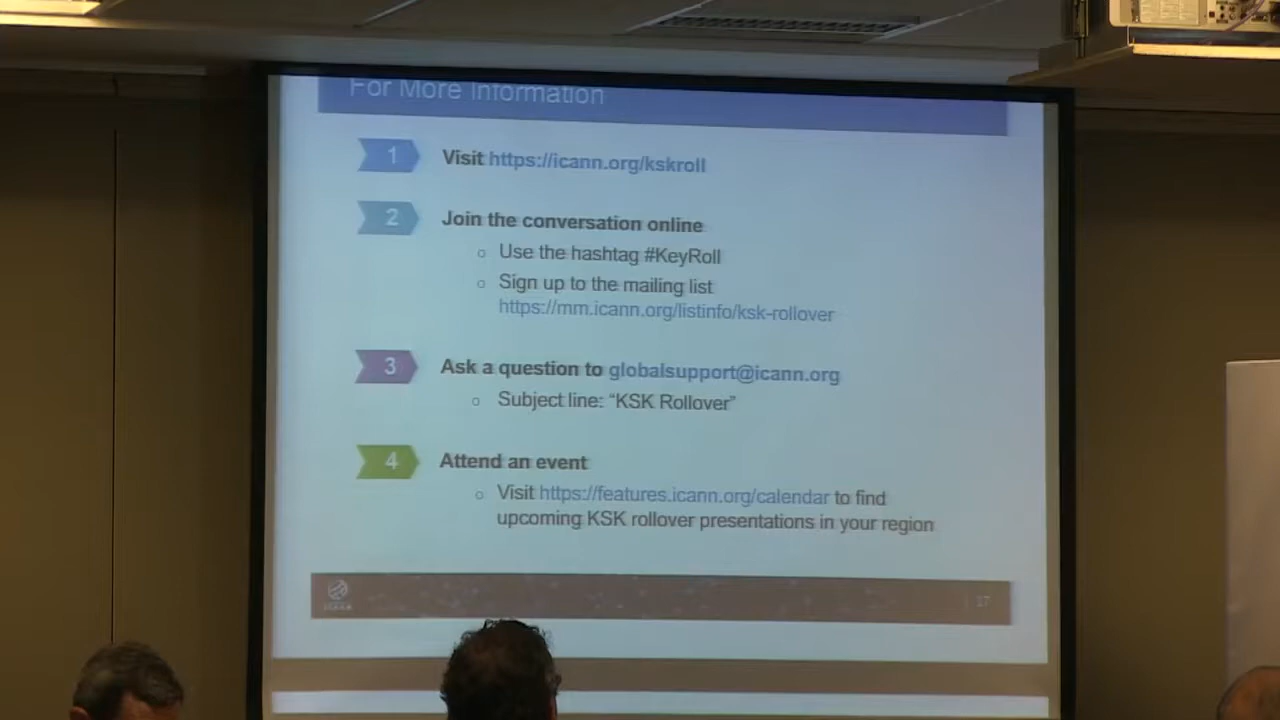 For More Information
1 Visit https://icann.org/kskroll
2 Join the conversation online
○ Use the hashtag #KeyRoll
○ Sign up to the mailing list
https://mm.icann.org/listinfo/ksk-rollover
3 Ask a question to globalsupport@icann.org
○ Subject line: “KSK Rollover”
4 Attend an event
○ Visit https://features.icann.org/calendar to find
upcoming KSK rollover presentations in your region
ICANN
| 17